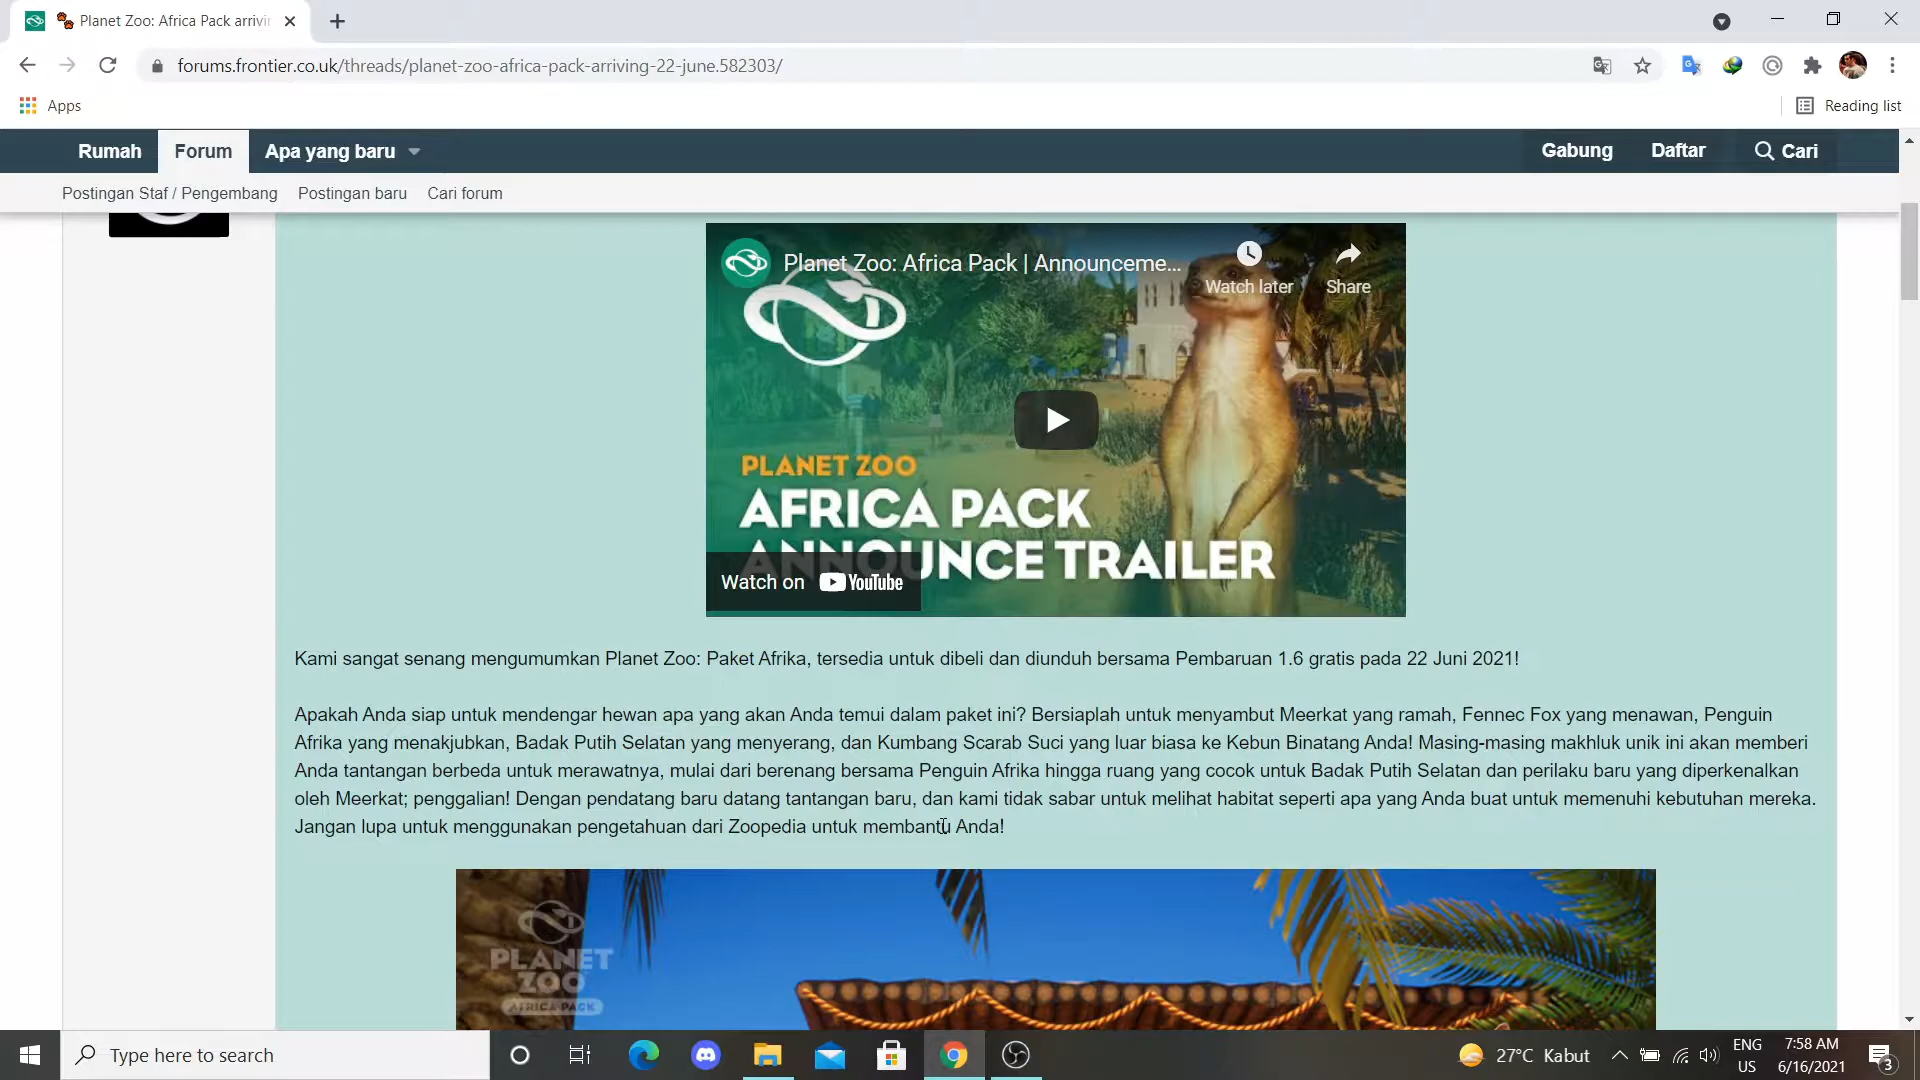 Planet Zoo: Africa Pack arrivin
forums.frontier.co.uk/threads/planet-zoo-africa-pack-arriving-22-june.582303/
Apps
Reading list
Rumah
Forum
Apa yang baru
Gabung
Daftar
Cari
Postingan Staf / Pengembang
Postingan baru
Cari forum
Planet Zoo: Africa Pack | Announceme...
Watch later
Share
PLANET ZOO
AFRICA PACK
ANNOUNCE TRAILER
Watch on YouTube
Kami sangat senang mengumumkan Planet Zoo: Paket Afrika, tersedia untuk dibeli dan diunduh bersama Pembaruan 1.6 gratis pada 22 Juni 2021!
Apakah Anda siap untuk mendengar hewan apa yang akan Anda temui dalam paket ini? Bersiaplah untuk menyambut Meerkat yang ramah, Fennec Fox yang menawan, Penguin
Afrika yang menakjubkan, Badak Putih Selatan yang menyerang, dan Kumbang Scarab Suci yang luar biasa ke Kebun Binatang Anda! Masing-masing makhluk unik ini akan memberi
Anda tantangan berbeda untuk merawatnya, mulai dari berenang bersama Penguin Afrika hingga ruang yang cocok untuk Badak Putih Selatan dan perilaku baru yang diperkenalkan
oleh Meerkat; penggalian! Dengan pendatang baru datang tantangan baru, dan kami tidak sabar untuk melihat habitat seperti apa yang Anda buat untuk memenuhi kebutuhan mereka.
Jangan lupa untuk menggunakan pengetahuan dari Zoopedia untuk membantu Anda!
PLANET
ZOO
AFRICA PACK
Type here to search
27°C Kabut
ENG
US
7:58 AM
6/16/2021
3